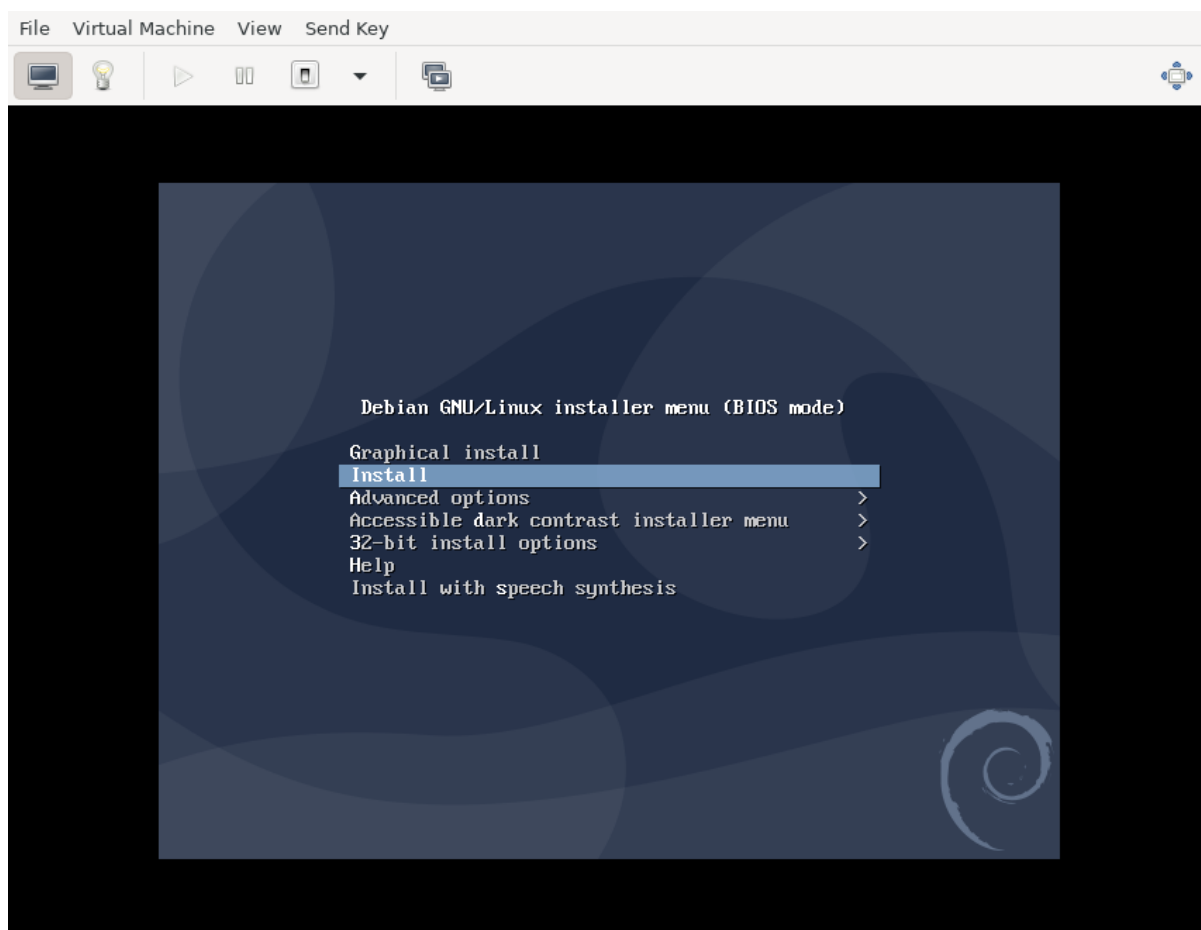 File Virtual Machine View Send Key
Debian GNU/Linux installer menu (BIOS mode)
Graphical install
Install
Advanced options >
Accessible dark contrast installer menu >
32-bit install options >
Help
Install with speech synthesis